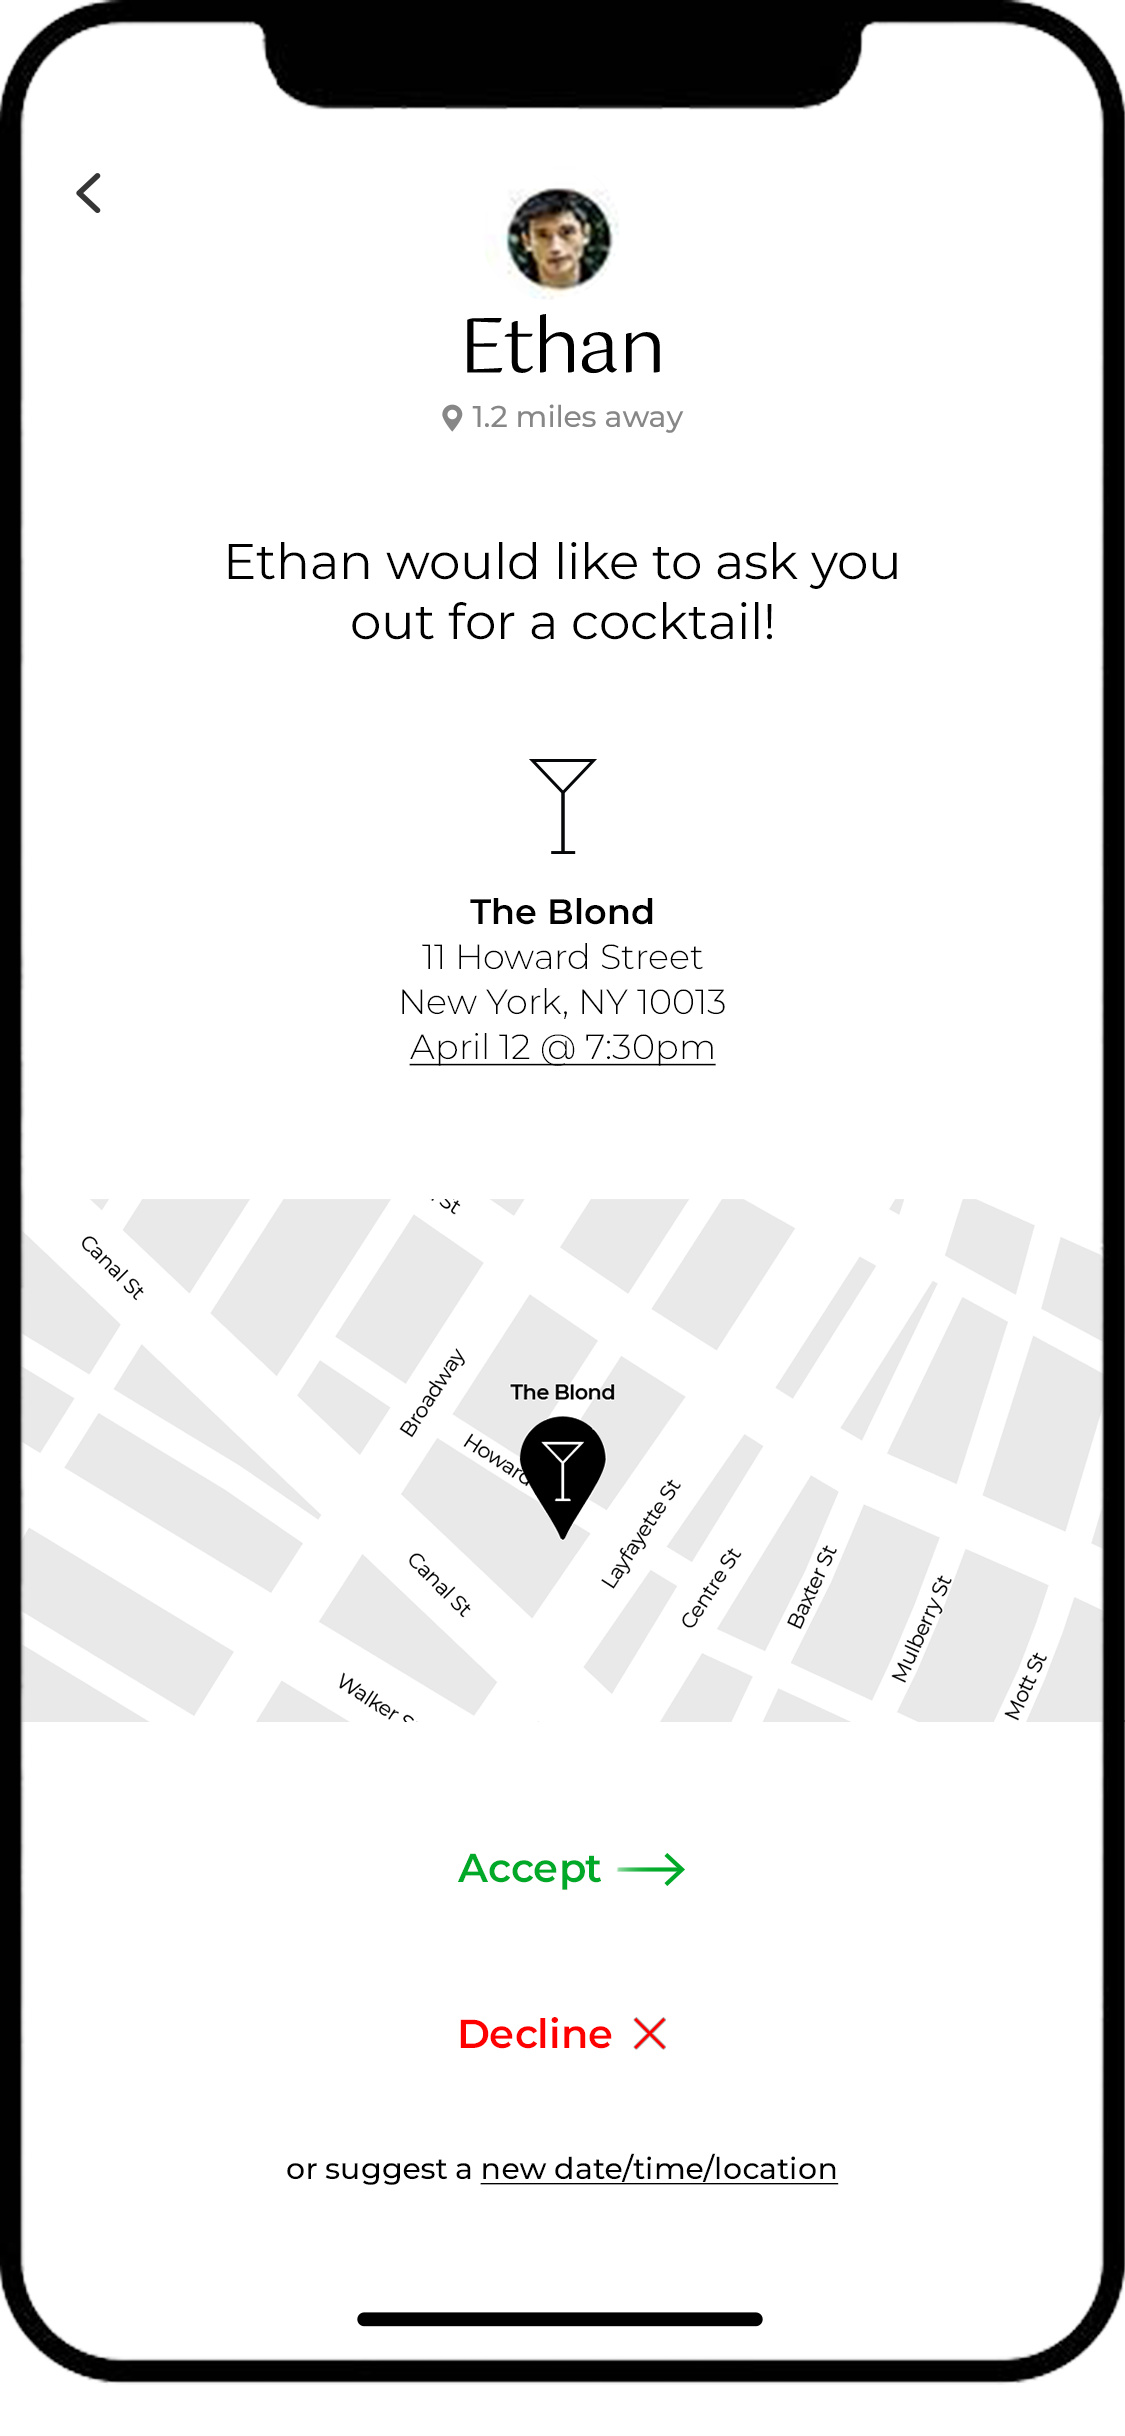 Ethan
1.2 miles away
Ethan would like to ask you
out for a cocktail!
The Blond
11 Howard Street
New York, NY 10013
April 12 @ 7:30pm
St
Canal St
Broadway
The Blond
Howard
Layfayette St
Canal St
Centre St
Baxter St
Mulberry St
Mott St
Walker S
Accept
Decline
or suggest a new date/time/location